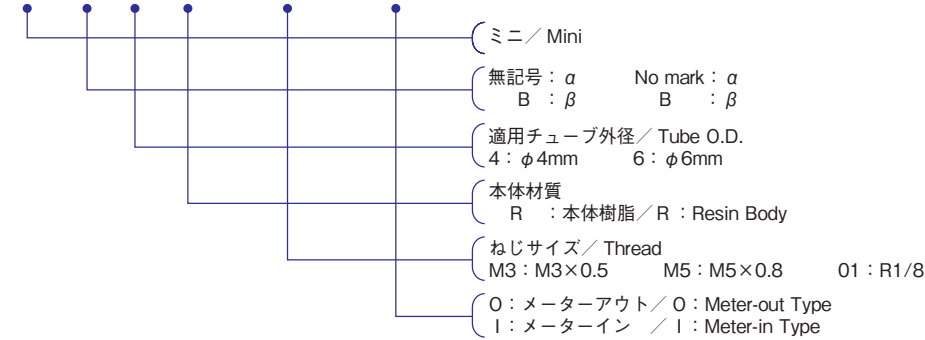 ミニ／ Mini
無記号： α No mark： α
B ： β B ： β
適用チューブ外径／ Tube O.D.
4： φ4mm 6： φ6mm
本体材質
R ：本体樹脂／ R ：Resin Body
ねじサイズ／ Thread
M3：M3×0.5 M5：M5×0.8 01：R1/8
O：メーターアウト／ O：Meter-out Type
I：メーターイン ／ I：Meter-in Type